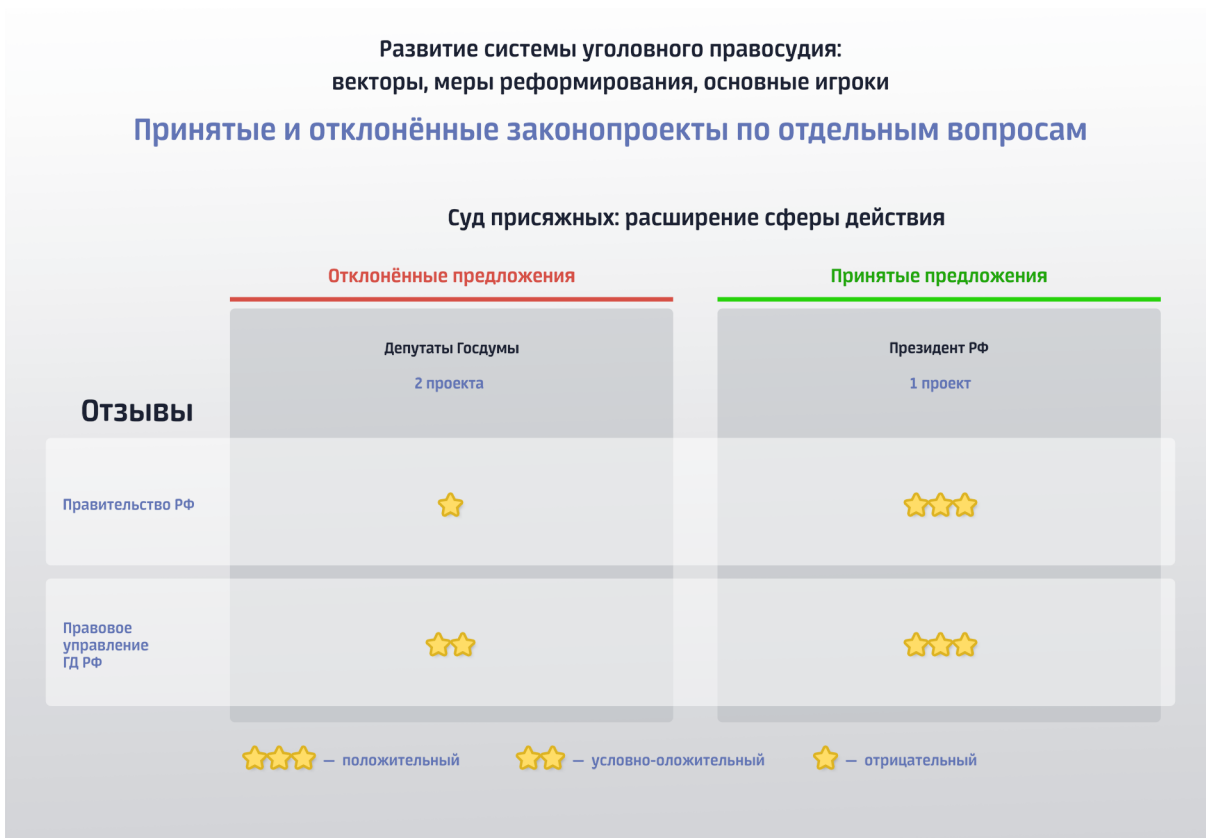 Развитие системы уголовного правосудия:
векторы, меры реформирования, основные игроки
Принятые и отклонённые законопроекты по отдельным вопросам
Суд присяжных: расширение сферы действия
Отклонённые предложения
Принятые предложения
Депутаты Госдумы
2 проекта
Президент РФ
1 проект
Отзывы
Правительство РФ
Правовое
управление
ГД РФ
— положительный
— условно-оложительный
— отрицательный